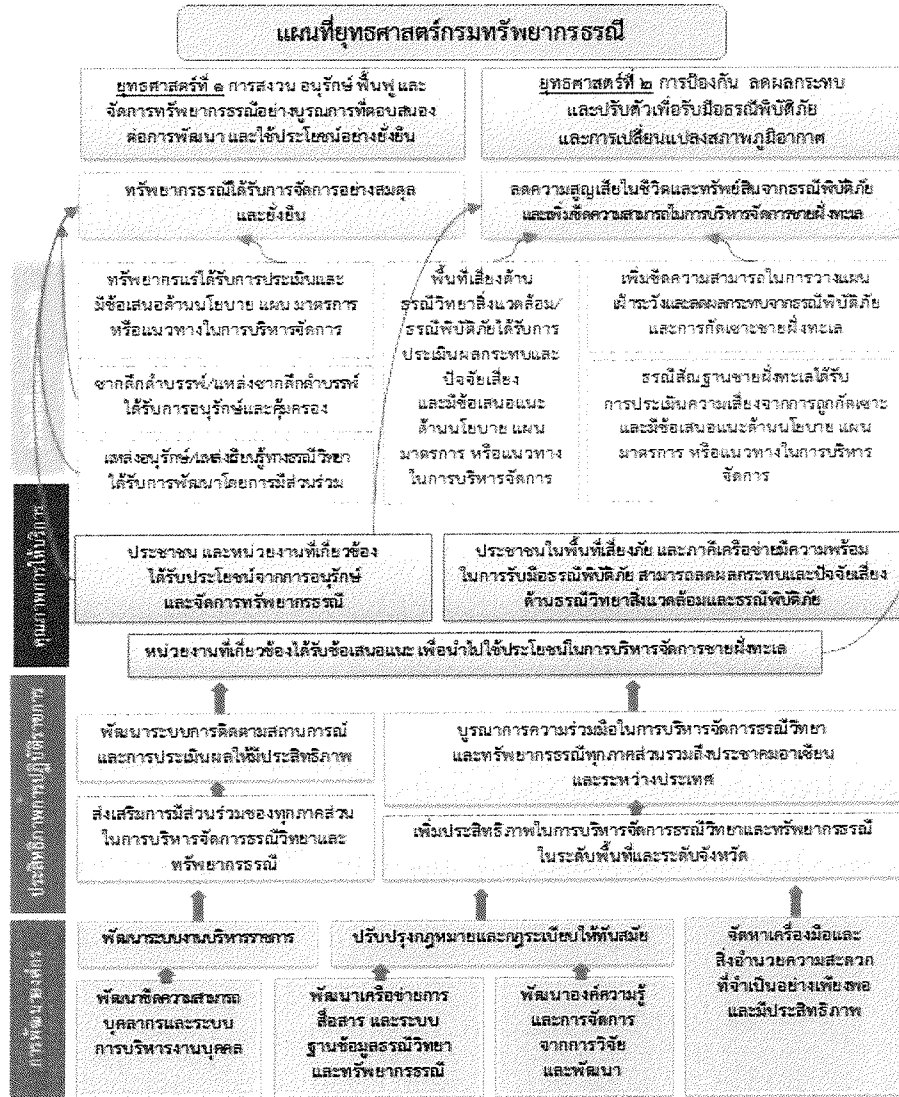 แผนที่ยุทธศาสตร์กรมทรัพยากรธรณี
ยุทธศาสตร์ที่ ๑ การสงวน อนุรักษ์ ฟื้นฟู และ
จัดการทรัพยากรธรณีอย่างบูรณาการที่ตอบสนอง
ต่อการพัฒนา และใช้ประโยชน์อย่างยั่งยืน
ยุทธศาสตร์ที่ ๒ การป้องกัน ลดผลกระทบ
และปรับตัวเพื่อรับมือธรณีพิบัติภัย
และการเปลี่ยนแปลงสภาพภูมิอากาศ
ทรัพยากรธรณีได้รับการจัดการอย่างสมดุล
และยั่งยืน
ลดความสูญเสียในชีวิตและทรัพย์สินจากธรณีพิบัติภัย
และเพิ่มขีดความสามารถในการบริหารจัดการชายฝั่งทะเล
ทรัพยากรแร่ได้รับการประเมินและ
มีข้อเสนอด้านนโยบาย แผน มาตรการ
หรือแนวทางในการบริหารจัดการ
ซากดึกดำบรรพ์/แหล่งซากดึกดำบรรพ์
ได้รับการอนุรักษ์และคุ้มครอง
แหล่งอนุรักษ์/แหล่งเรียนรู้ทางธรณีวิทยา
ได้รับการพัฒนาโดยการมีส่วนร่วม
พื้นที่เสี่ยงด้าน
ธรณีวิทยาสิ่งแวดล้อม/
ธรณีพิบัติภัยได้รับการ
ประเมินผลกระทบและ
ปัจจัยเสี่ยง
และมีข้อเสนอแนะ
ด้านนโยบาย แผน
มาตรการ หรือแนวทาง
ในการบริหารจัดการ
เพิ่มขีดความสามารถในการวางแผน
เฝ้าระวังและลดผลกระทบจากธรณีพิบัติภัย
และการกัดเซาะชายฝั่งทะเล
ธรณีสัณฐานชายฝั่งทะเลได้รับ
การประเมินความเสี่ยงจากการถูกกัดเซาะ
และมีข้อเสนอแนะด้านนโยบาย แผน
มาตรการ หรือแนวทางในการบริหาร
จัดการ
คุณภาพการให้บริการ
ประชาชน และหน่วยงานที่เกี่ยวข้อง
ได้รับประโยชน์จากการอนุรักษ์
และจัดการทรัพยากรธรณี
ประชาชนในพื้นที่เสี่ยงภัย และภาคีเครือข่ายมีความพร้อม
ในการรับมือธรณีพิบัติภัย สามารถลดผลกระทบและปัจจัยเสี่ยง
ด้านธรณีวิทยาสิ่งแวดล้อมและธรณีพิบัติภัย
หน่วยงานที่เกี่ยวข้องได้รับข้อเสนอแนะ เพื่อนำไปใช้ประโยชน์ในการบริหารจัดการชายฝั่งทะเล
ประสิทธิภาพการปฏิบัติราชการ
พัฒนาระบบการติดตามสถานการณ์
และการประเมินผลให้มีประสิทธิภาพ
บูรณาการความร่วมมือในการบริหารจัดการธรณีวิทยา
และทรัพยากรธรณีทุกภาคส่วนรวมถึงประชาคมอาเซียน
และระหว่างประเทศ
ส่งเสริมการมีส่วนร่วมของทุกภาคส่วน
ในการบริหารจัดการธรณีวิทยาและ
ทรัพยากรธรณี
เพิ่มประสิทธิภาพในการบริหารจัดการธรณีวิทยาและทรัพยากรธรณี
ในระดับพื้นที่และระดับจังหวัด
การพัฒนาองค์กร
พัฒนาระบบงานบริหารราชการ
ปรับปรุงกฎหมายและกฎระเบียบให้ทันสมัย
จัดหาเครื่องมือและ
สิ่งอำนวยความสะดวก
ที่จำเป็นอย่างเพียงพอ
และมีประสิทธิภาพ
พัฒนาขีดความสามารถ
บุคลากรและระบบ
การบริหารงานบุคคล
พัฒนาเครือข่ายการ
สื่อสาร และระบบ
ฐานข้อมูลธรณีวิทยา
และทรัพยากรธรณี
พัฒนาองค์ความรู้
และการจัดการ
จากการวิจัย
และพัฒนา